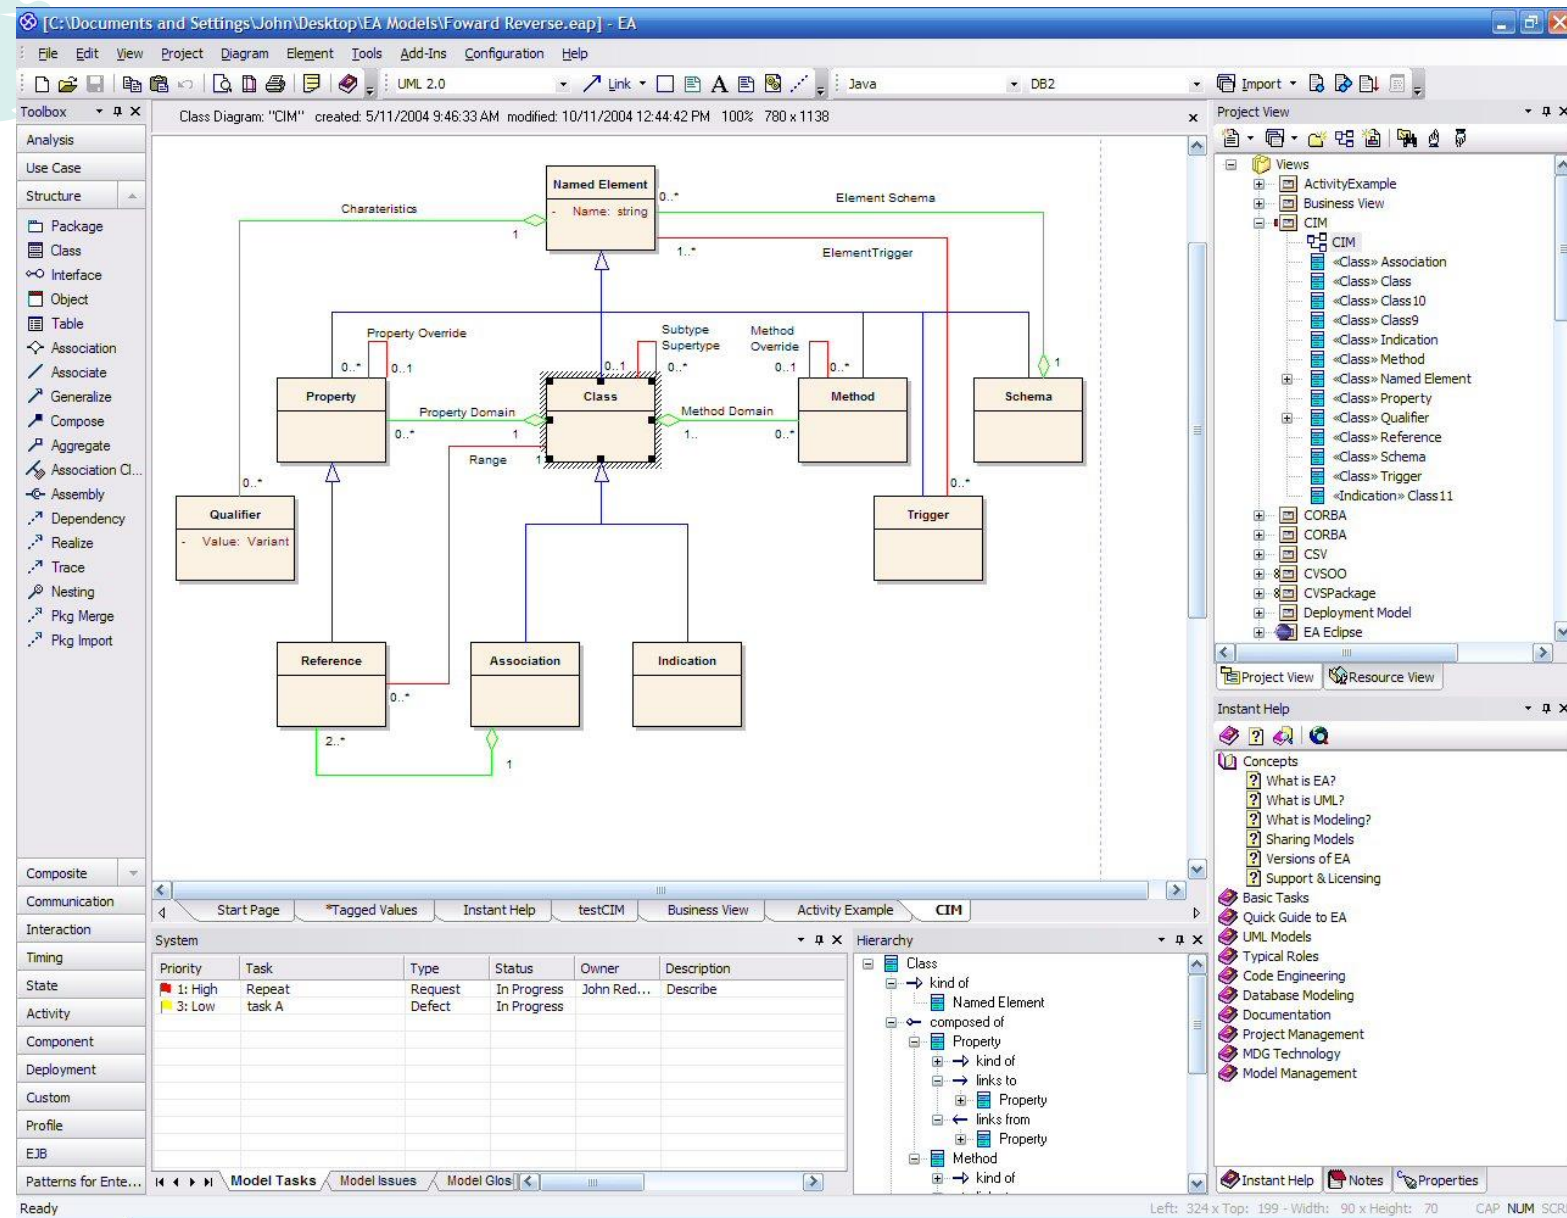 [C:\Documents and Settings\John\Desktop\EA Models\Foward Reverse.eap] - EA
File Edit View Project Diagram Element Tools Add-Ins Configuration Help
UML 2.0 Link A Java DB2 Import
Toolbox
Analysis
Use Case
Structure
Package
Class
Interface
Object
Table
Association
Associate
Generalize
Compose
Aggregate
Association Cl...
Assembly
Dependency
Realize
Trace
Nesting
Pkg Merge
Pkg Import
Composite
Communication
Interaction
Timing
State
Activity
Component
Deployment
Custom
Profile
EJB
Patterns for Ente...
Class Diagram: "CIM" created: 5/11/2004 9:46:33 AM modified: 10/11/2004 12:44:42 PM 100% 780 x 1138
Named Element
- Name: string
0..*
Element Schema
Charateristics
1
1..*
ElementTrigger
Property Override
Subtype
Supertype
Method
Override
0..*
0..1
0..1
0..*
0..1
0..*
1
Property
Class
Method
Schema
Property Domain
Method Domain
0..*
1
1..
0..*
Range
1
0..*
0..*
Qualifier
- Value: Variant
Trigger
Reference
Association
Indication
0..*
2..*
1
Start Page *Tagged Values Instant Help testCIM Business View Activity Example CIM
System
Priority Task Type Status Owner Description
1: High Repeat Request In Progress John Red... Describe
3: Low task A Defect In Progress
Model Tasks Model Issues Model Glos
Hierarchy
Class
kind of
Named Element
composed of
Property
kind of
links to
Property
links from
Property
Method
kind of
Project View
Views
ActivityExample
Business View
CIM
CIM
«Class» Association
«Class» Class
«Class» Class10
«Class» Class9
«Class» Indication
«Class» Method
«Class» Named Element
«Class» Property
«Class» Qualifier
«Class» Reference
«Class» Schema
«Class» Trigger
«Indication» Class11
CORBA
CORBA
CSV
CVSOO
CVSPackage
Deployment Model
EA Eclipse
Project View Resource View
Instant Help
Concepts
What is EA?
What is UML?
What is Modeling?
Sharing Models
Versions of EA
Support & Licensing
Basic Tasks
Quick Guide to EA
UML Models
Typical Roles
Code Engineering
Database Modeling
Documentation
Project Management
MDG Technology
Model Management
Instant Help Notes Properties
Ready
Left: 324 x Top: 199 - Width: 90 x Height: 70 CAP NUM SCR